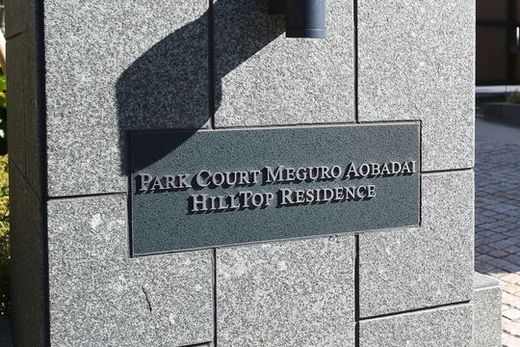 Park Court Meguro Aobadai
HillTop Residence